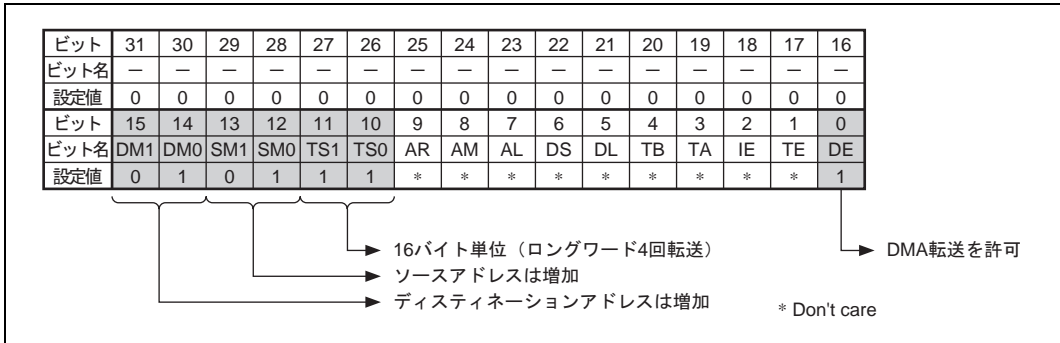 ビット 31 30 29 28 27 26 25 24 23 22 21 20 19 18 17 16
ビット名 － － － － － － － － － － － － － － － －
設定値 0 0 0 0 0 0 0 0 0 0 0 0 0 0 0 0
ビット 15 14 13 12 11 10 9 8 7 6 5 4 3 2 1 0
ビット名 DM1 DM0 SM1 SM0 TS1 TS0 AR AM AL DS DL TB TA IE TE DE
設定値 0 1 0 1 1 1 * * * * * * * * * 1
16バイト単位（ロングワード4回転送）
DMA転送を許可
ソースアドレスは増加
ディスティネーションアドレスは増加
* Don't care